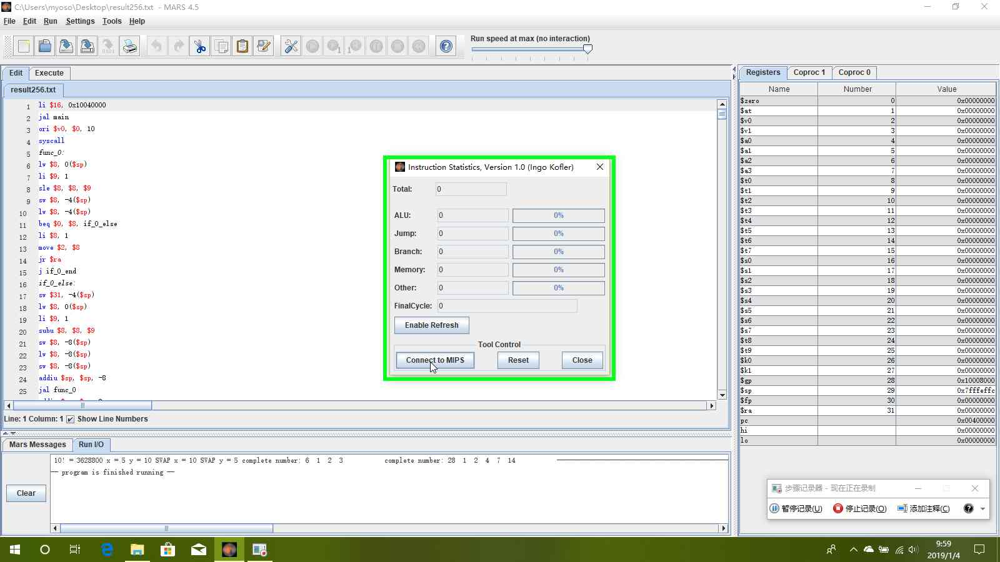 C:\Users\myoso\Desktop\result256.txt - MARS 4.5
File Edit Run Settings Tools Help
Run speed at max (no interaction)
Edit Execute
result256.txt
1 li $16, 0x10040000
2 jal main
3 ori $v0, $0, 10
4 syscall
5 func_0:
6 lw $8, 0($sp)
7 li $9, 1
8 sle $8, $8, $9
9 sw $8, -4($sp)
10 lw $8, -4($sp)
11 beq $0, $8, if_0_else
12 li $8, 1
13 move $2, $8
14 jr $ra
15 j if_0_end
16 if_0_else:
17 sw $31, -4($sp)
18 lw $8, 0($sp)
19 li $9, 1
20 subu $8, $8, $9
21 sw $8, -8($sp)
22 lw $8, -8($sp)
23 sw $8, -8($sp)
24 addiu $sp, $sp, -8
25 jal func_0
Line: 1 Column: 1 Show Line Numbers
Instruction Statistics, Version 1.0 (Ingo Kofler)
Total: 0
ALU: 0 0%
Jump: 0 0%
Branch: 0 0%
Memory: 0 0%
Other: 0 0%
FinalCycle: 0
Enable Refresh
Tool Control
Connect to MIPS Reset Close
Registers Coproc 1 Coproc 0
Name Number Value
$zero 0 0x00000000
$at 1 0x00000000
$v0 2 0x00000000
$v1 3 0x00000000
$a0 4 0x00000000
$a1 5 0x00000000
$a2 6 0x00000000
$a3 7 0x00000000
$t0 8 0x00000000
$t1 9 0x00000000
$t2 10 0x00000000
$t3 11 0x00000000
$t4 12 0x00000000
$t5 13 0x00000000
$t6 14 0x00000000
$t7 15 0x00000000
$s0 16 0x00000000
$s1 17 0x00000000
$s2 18 0x00000000
$s3 19 0x00000000
$s4 20 0x00000000
$s5 21 0x00000000
$s6 22 0x00000000
$s7 23 0x00000000
$t8 24 0x00000000
$t9 25 0x00000000
$k0 26 0x00000000
$k1 27 0x00000000
$gp 28 0x10008000
$sp 29 0x7fffeffc
$fp 30 0x00000000
$ra 31 0x00000000
pc 0x00400000
hi 0x00000000
lo 0x00000000
Mars Messages Run I/O
Clear
10! = 3628800 x = 5 y = 10 SWAP x = 10 SWAP y = 5 complete number: 6 1 2 3 complete number: 28 1 2 4 7 14
— program is finished running —
步骤记录器 - 现在正在录制
暂停记录(U) 停止记录(O) 添加注释(C)
9:59
2019/1/4